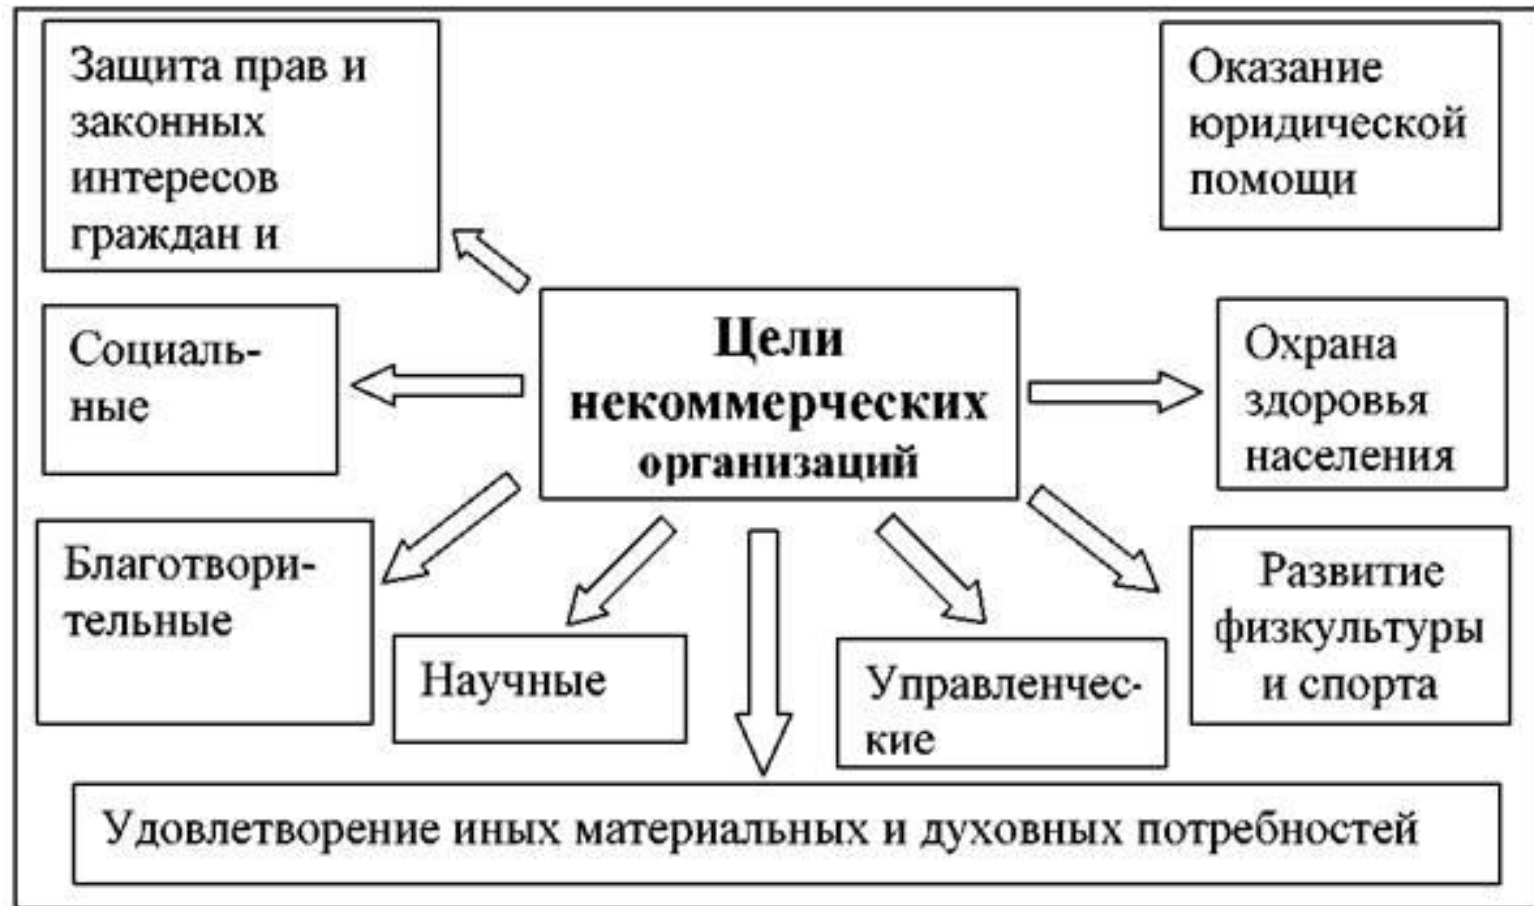 Защита прав и
законных
интересов
граждан и
Оказание
юридической
помощи
Цели
некоммерческих
организаций
Социаль-
ные
Охрана
здоровья
населения
Благотвори-
тельные
Научные
Управленчес-
кие
Развитие
физкультуры
и спорта
Удовлетворение иных материальных и духовных потребностей